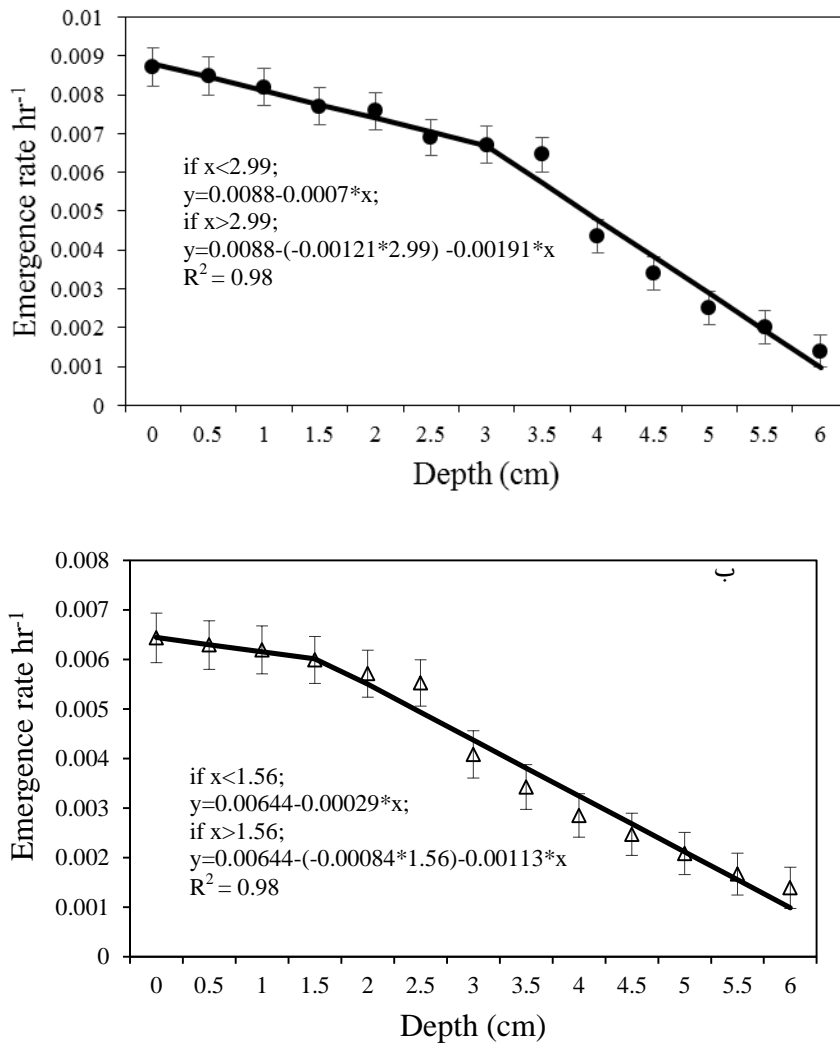 Emergence rate hr⁻¹
0.01
0.009
0.008
0.007
0.006
0.005
0.004
0.003
0.002
0.001
0
if x<2.99;
y=0.0088-0.0007*x;
if x>2.99;
y=0.0088-(-0.00121*2.99) -0.00191*x
R² = 0.98
0 0.5 1 1.5 2 2.5 3 3.5 4 4.5 5 5.5 6
Depth (cm)
ب
Emergence rate hr⁻¹
0.008
0.007
0.006
0.005
0.004
0.003
0.002
0.001
0
if x<1.56;
y=0.00644-0.00029*x;
if x>1.56;
y=0.00644-(-0.00084*1.56)-0.00113*x
R² = 0.98
0 0.5 1 1.5 2 2.5 3 3.5 4 4.5 5 5.5 6
Depth (cm)